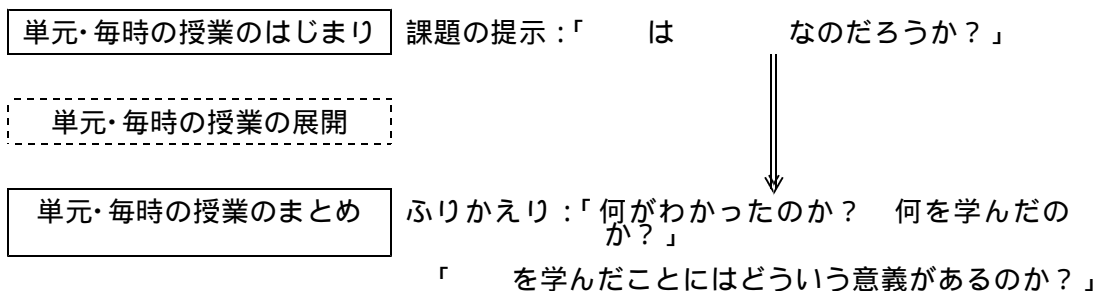 単元・毎時の授業のはじまり 課題の提示：「　　は　　　　なのだろうか？」
単元・毎時の授業の展開
単元・毎時の授業のまとめ ふりかえり：「何がわかったのか？　何を学んだの
か？」
「　　を学んだことにはどういう意義があるのか？」